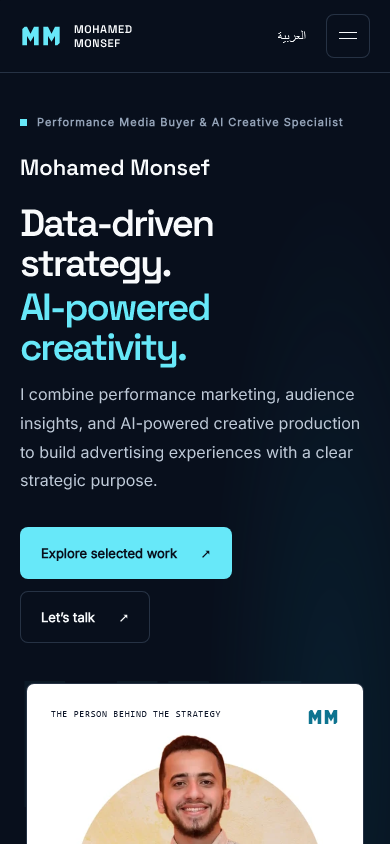 MM
MOHAMED
MONSEF
العربية
Performance Media Buyer & AI Creative Specialist
Mohamed Monsef
Data-driven
strategy.
AI-powered
creativity.
I combine performance marketing, audience
insights, and AI-powered creative production
to build advertising experiences with a clear
strategic purpose.
Explore selected work ↗
Let's talk ↗
THE PERSON BEHIND THE STRATEGY
MM